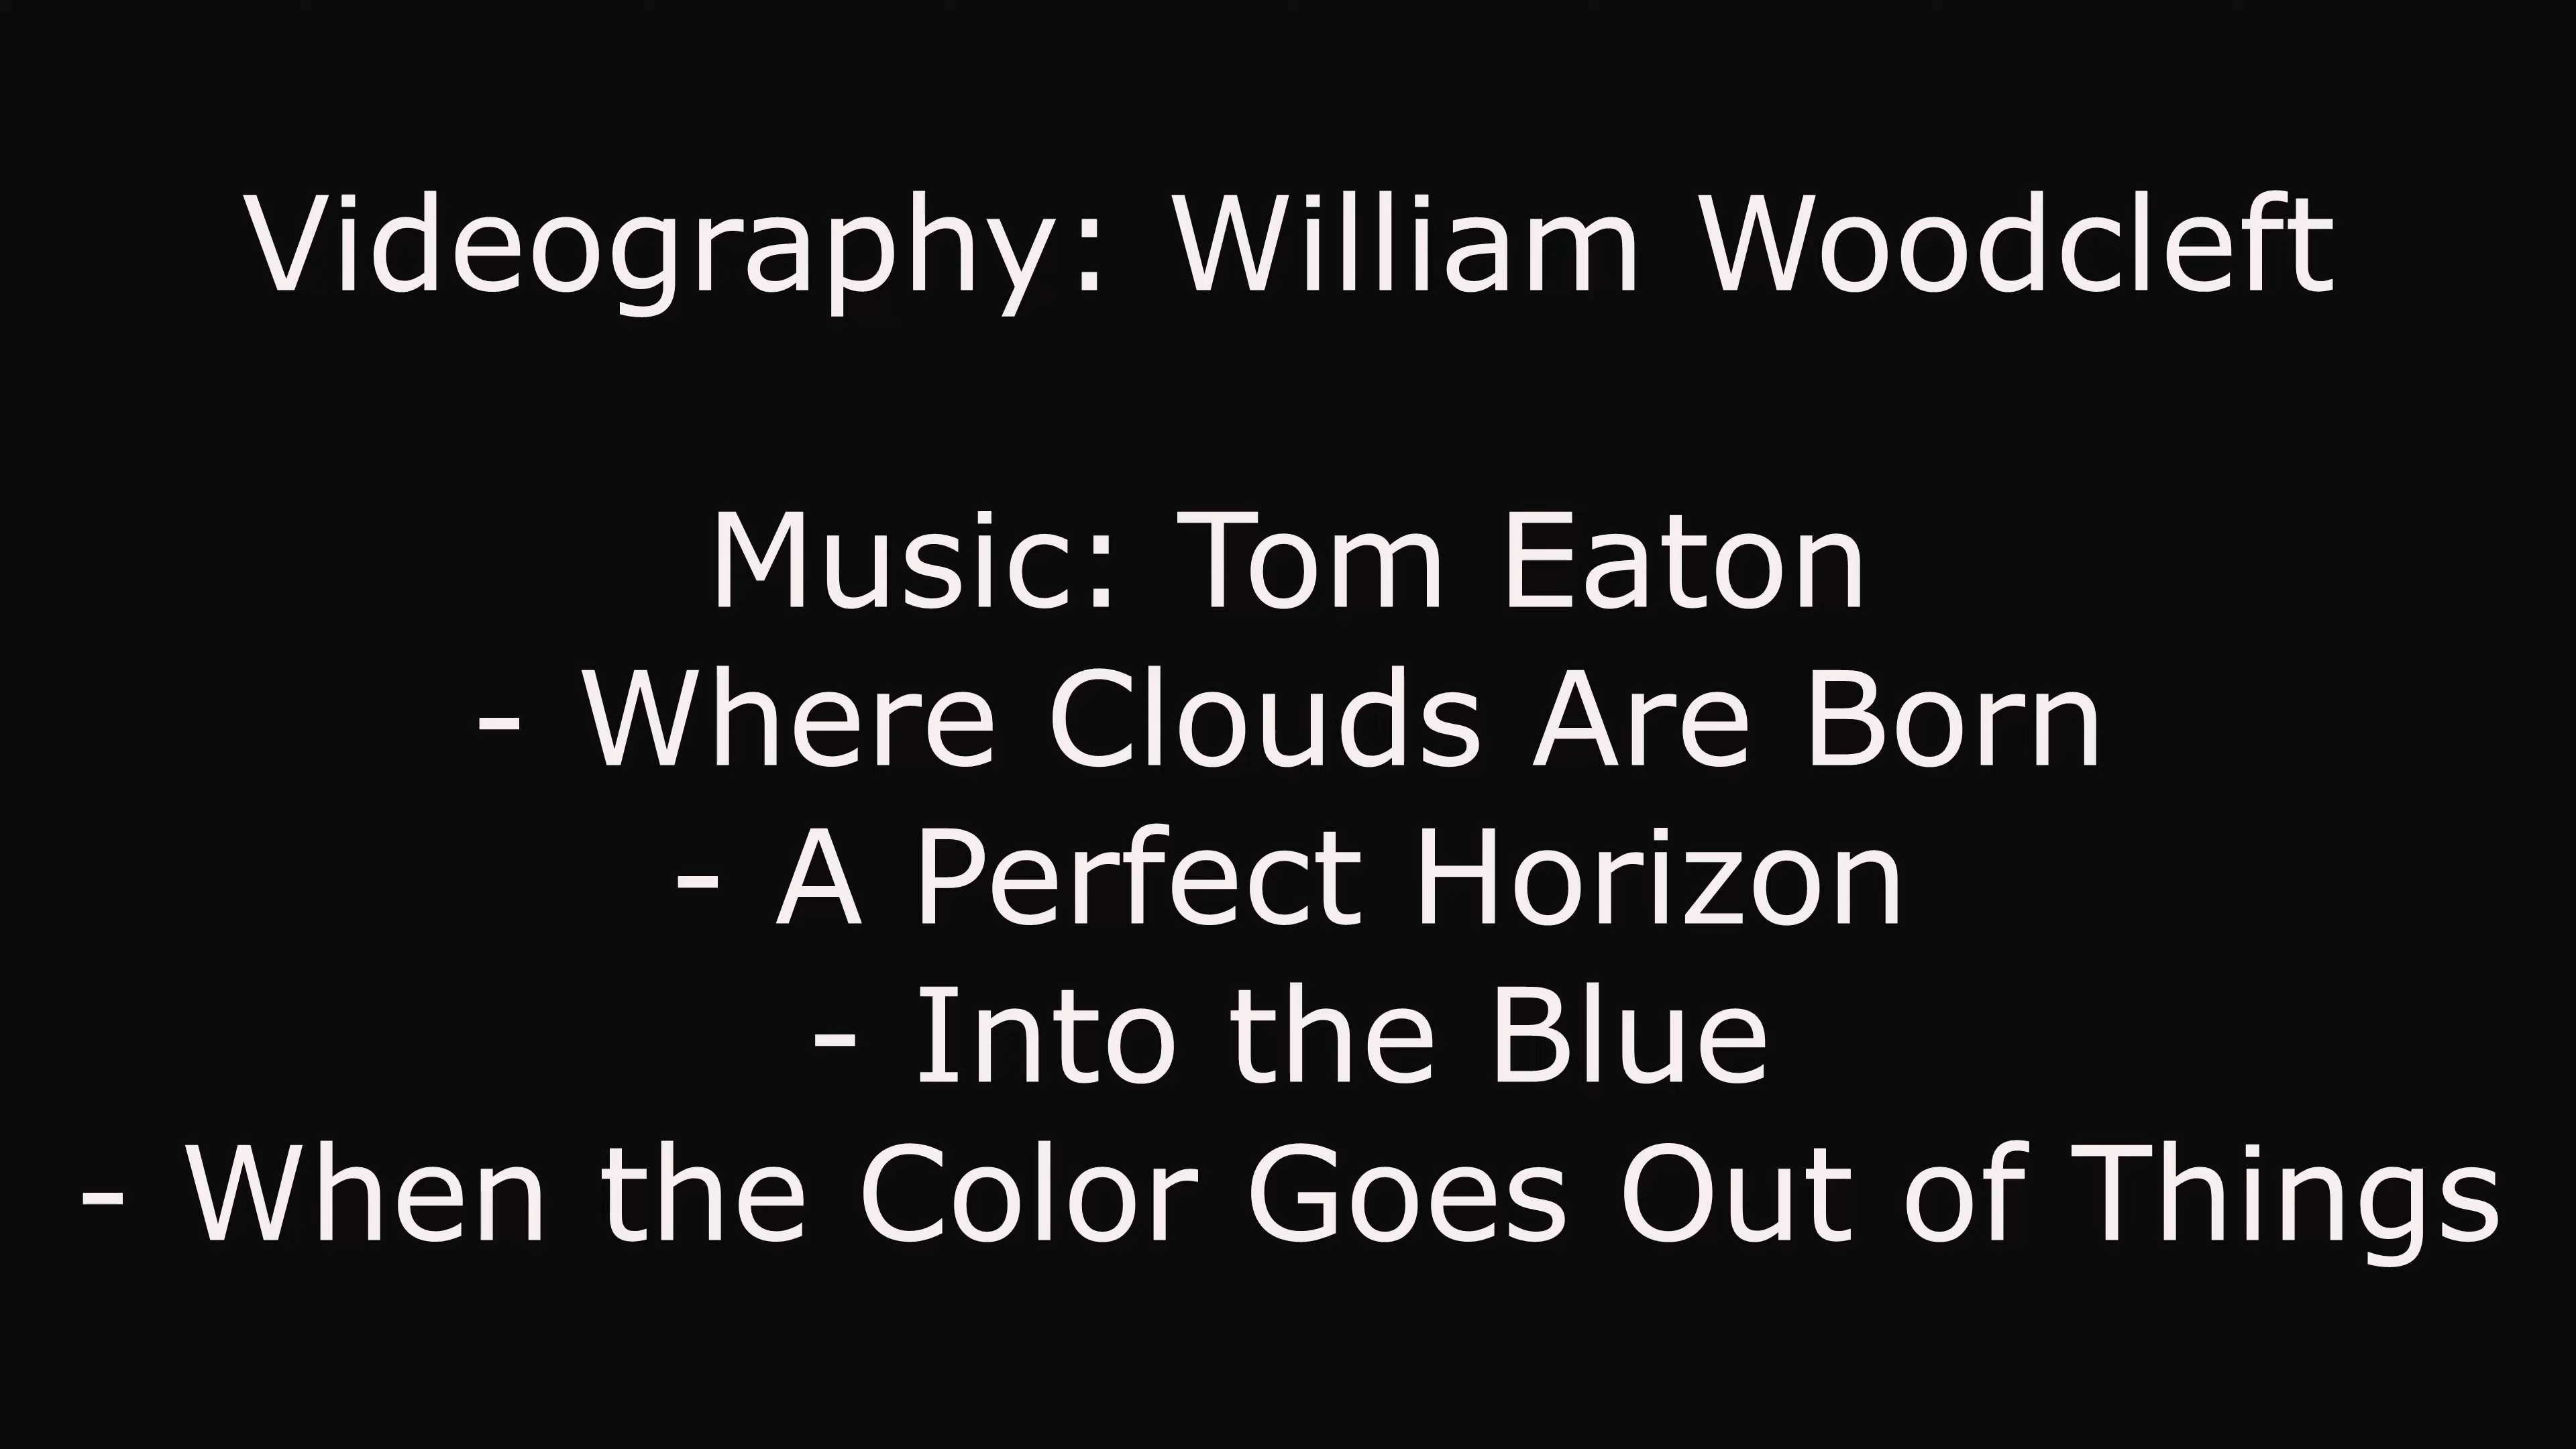 Videography: William Woodcleft
Music: Tom Eaton
- Where Clouds Are Born
- A Perfect Horizon
- Into the Blue
- When the Color Goes Out of Things